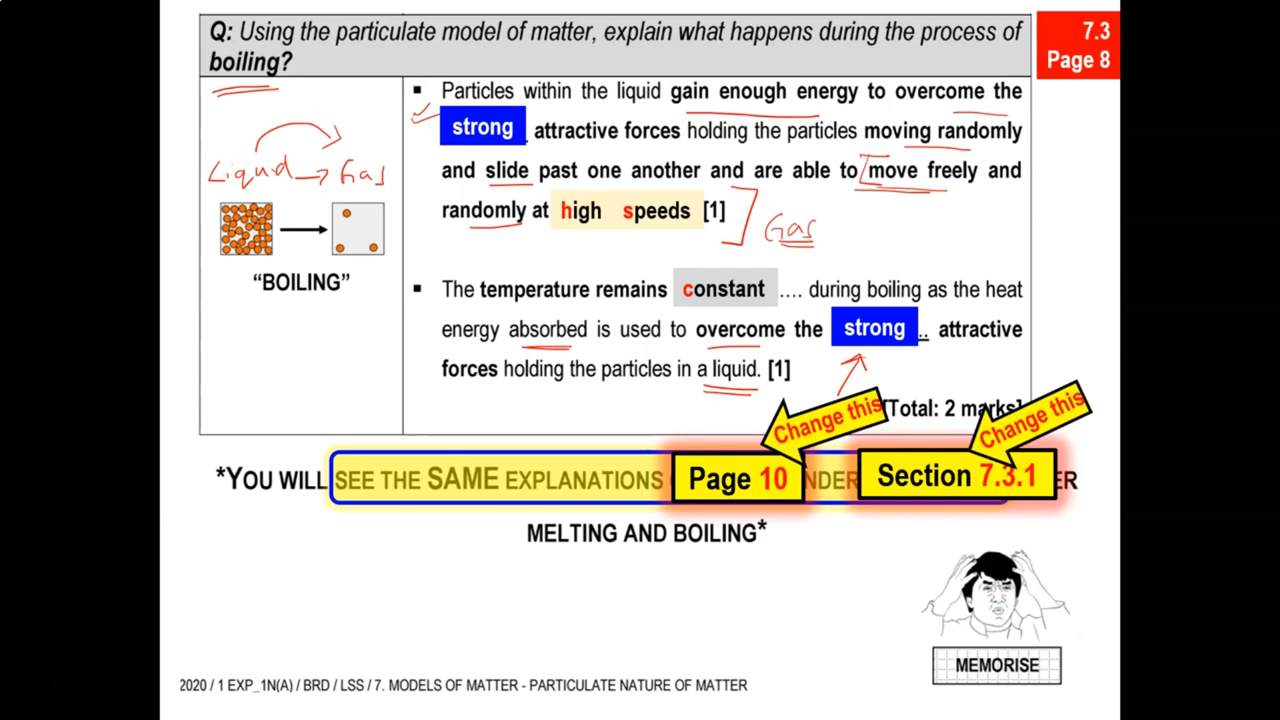 Q: Using the particulate model of matter, explain what happens during the process of
boiling?
7.3
Page 8
Liquid → Gas
"BOILING"
▪ Particles within the liquid gain enough energy to overcome the
strong attractive forces holding the particles moving randomly
and slide past one another and are able to move freely and
randomly at high speeds [1]
Gas
▪ The temperature remains constant .... during boiling as the heat
energy absorbed is used to overcome the strong .. attractive
forces holding the particles in a liquid. [1]
[Total: 2 marks]
Change this
Change this
*YOU WILL SEE THE SAME EXPLANATIONS Page 10 Section 7.3.1
MELTING AND BOILING*
MEMORISE
2020 / 1 EXP_1N(A) / BRD / LSS / 7. MODELS OF MATTER - PARTICULATE NATURE OF MATTER